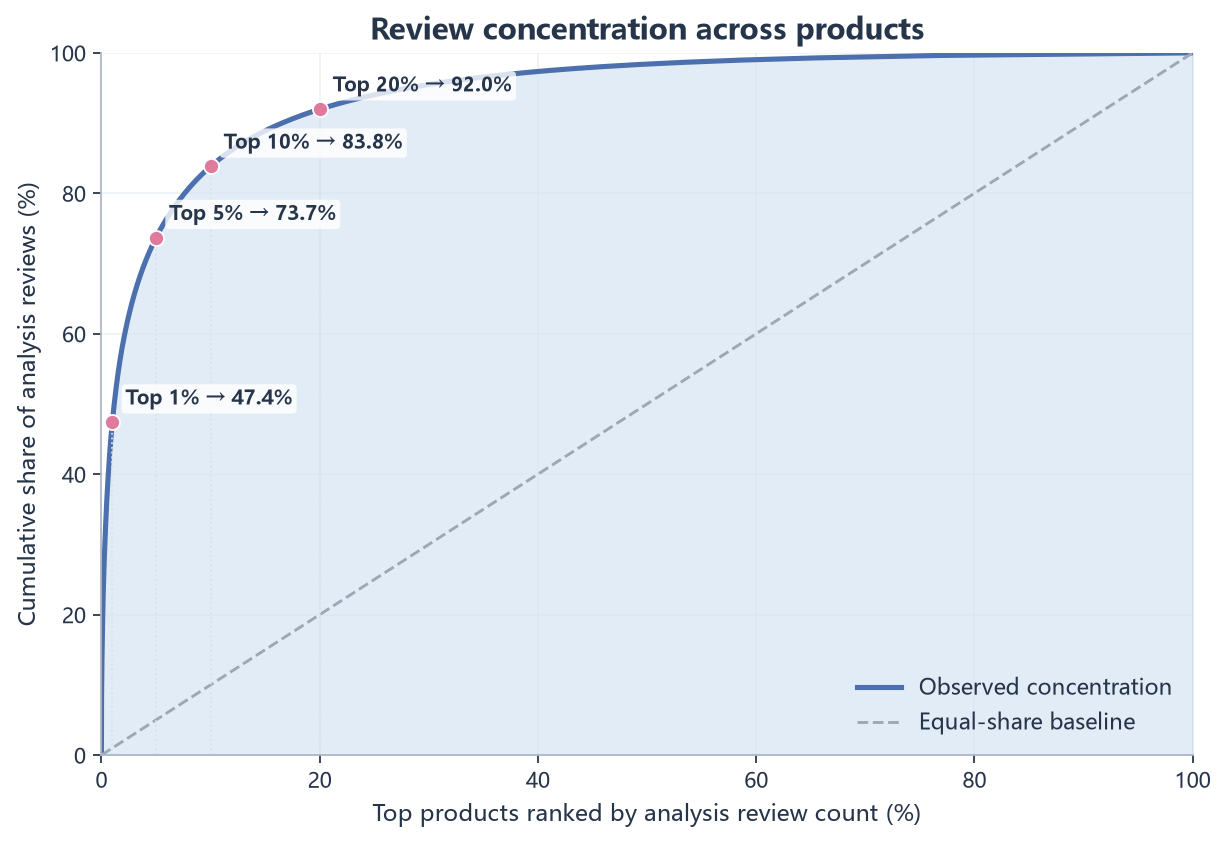 Review concentration across products
Cumulative share of analysis reviews (%)
100
80
60
40
20
0
Top 20% → 92.0%
Top 10% → 83.8%
Top 5% → 73.7%
Top 1% → 47.4%
Observed concentration
Equal-share baseline
0 20 40 60 80 100
Top products ranked by analysis review count (%)